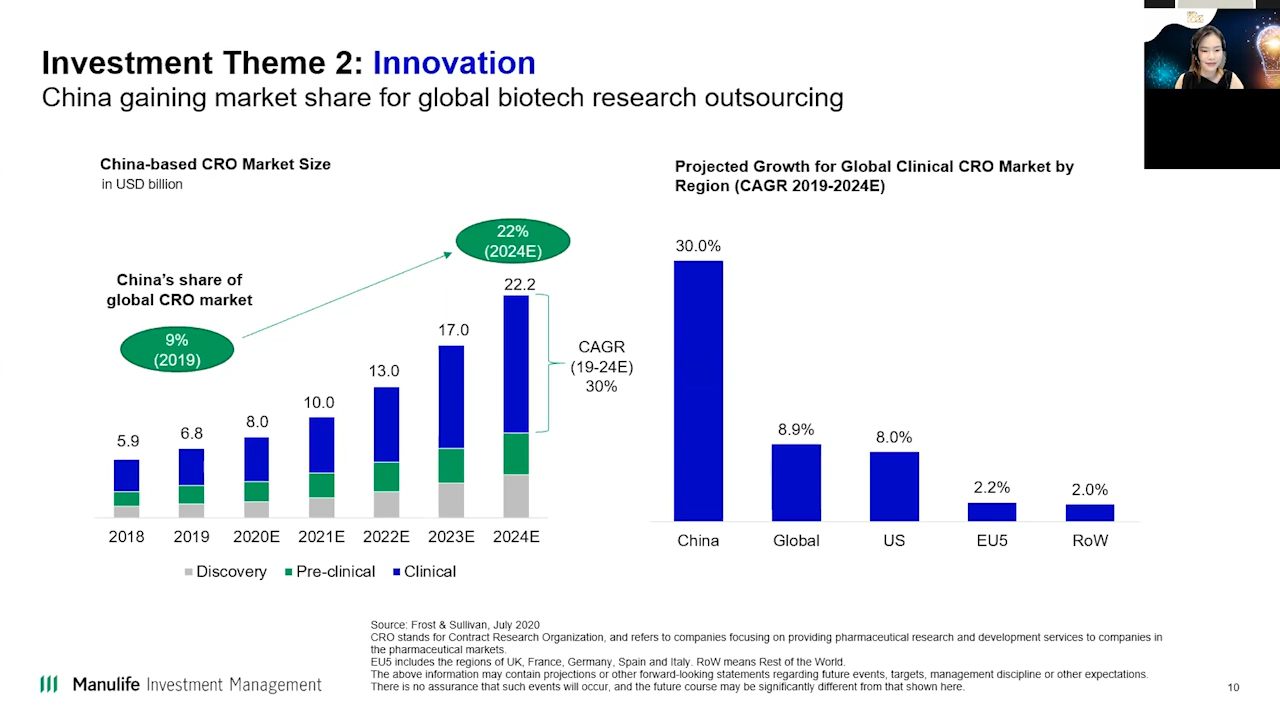 Investment Theme 2: Innovation
China gaining market share for global biotech research outsourcing
China-based CRO Market Size
in USD billion
22%
(2024E)
China’s share of
global CRO market
9%
(2019)
5.9
6.8
8.0
10.0
13.0
17.0
22.2
CAGR
(19-24E)
30%
2018
2019
2020E
2021E
2022E
2023E
2024E
Discovery
Pre-clinical
Clinical
Projected Growth for Global Clinical CRO Market by
Region (CAGR 2019-2024E)
30.0%
8.9%
8.0%
2.2%
2.0%
China
Global
US
EU5
RoW
Source: Frost & Sullivan, July 2020
CRO stands for Contract Research Organization, and refers to companies focusing on providing pharmaceutical research and development services to companies in
the pharmaceutical markets.
EU5 includes the regions of UK, France, Germany, Spain and Italy. RoW means Rest of the World.
The above information may contain projections or other forward-looking statements regarding future events, targets, management discipline or other expectations.
There is no assurance that such events will occur, and the future course may be significantly different from that shown here.
Manulife Investment Management
10